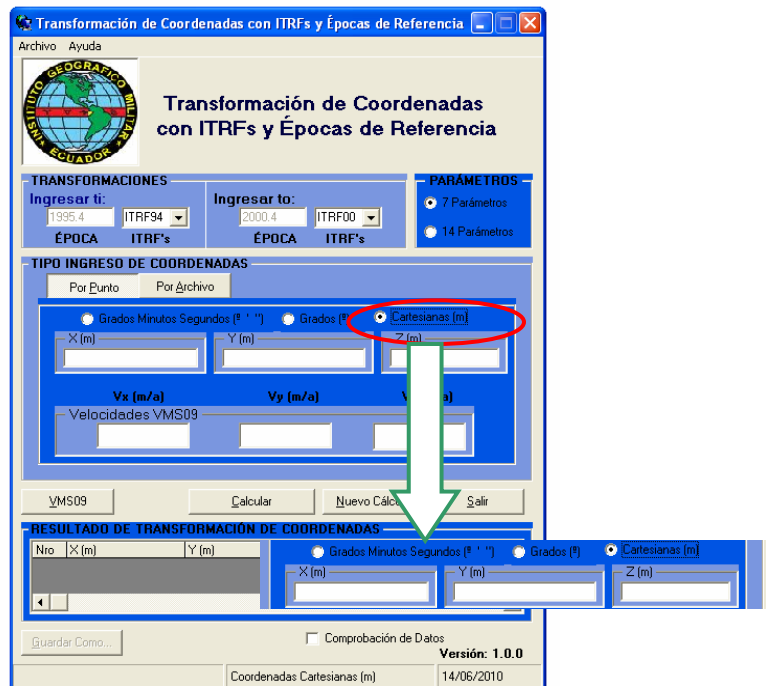 Transformación de Coordenadas con ITRFs y Épocas de Referencia
Archivo Ayuda
INSTITUTO GEOGRAFICO MILITAR
ECUADOR
Transformación de Coordenadas
con ITRFs y Épocas de Referencia
TRANSFORMACIONES
PARÁMETROS
Ingresar ti:
Ingresar to:
7 Parámetros
1995.4 ITRF94
2000.4 ITRF00
14 Parámetros
ÉPOCA ITRF's
ÉPOCA ITRF's
TIPO INGRESO DE COORDENADAS
Por Punto Por Archivo
Grados Minutos Segundos (º ' '') Grados (º) Cartesianas (m)
X (m) Y (m) Z (m)
Vx (m/a) Vy (m/a)
Velocidades VMS09
VMS09 Calcular Nuevo Salir
RESULTADO DE TRANSFORMACIÓN DE COORDENADAS
Nro X (m) Y (m)
Grados Minutos Segundos (º ' '') Grados (º) Cartesianas (m)
X (m) Y (m) Z (m)
Guardar Como...
Comprobación de Datos
Versión: 1.0.0
Coordenadas Cartesianas (m) 14/06/2010